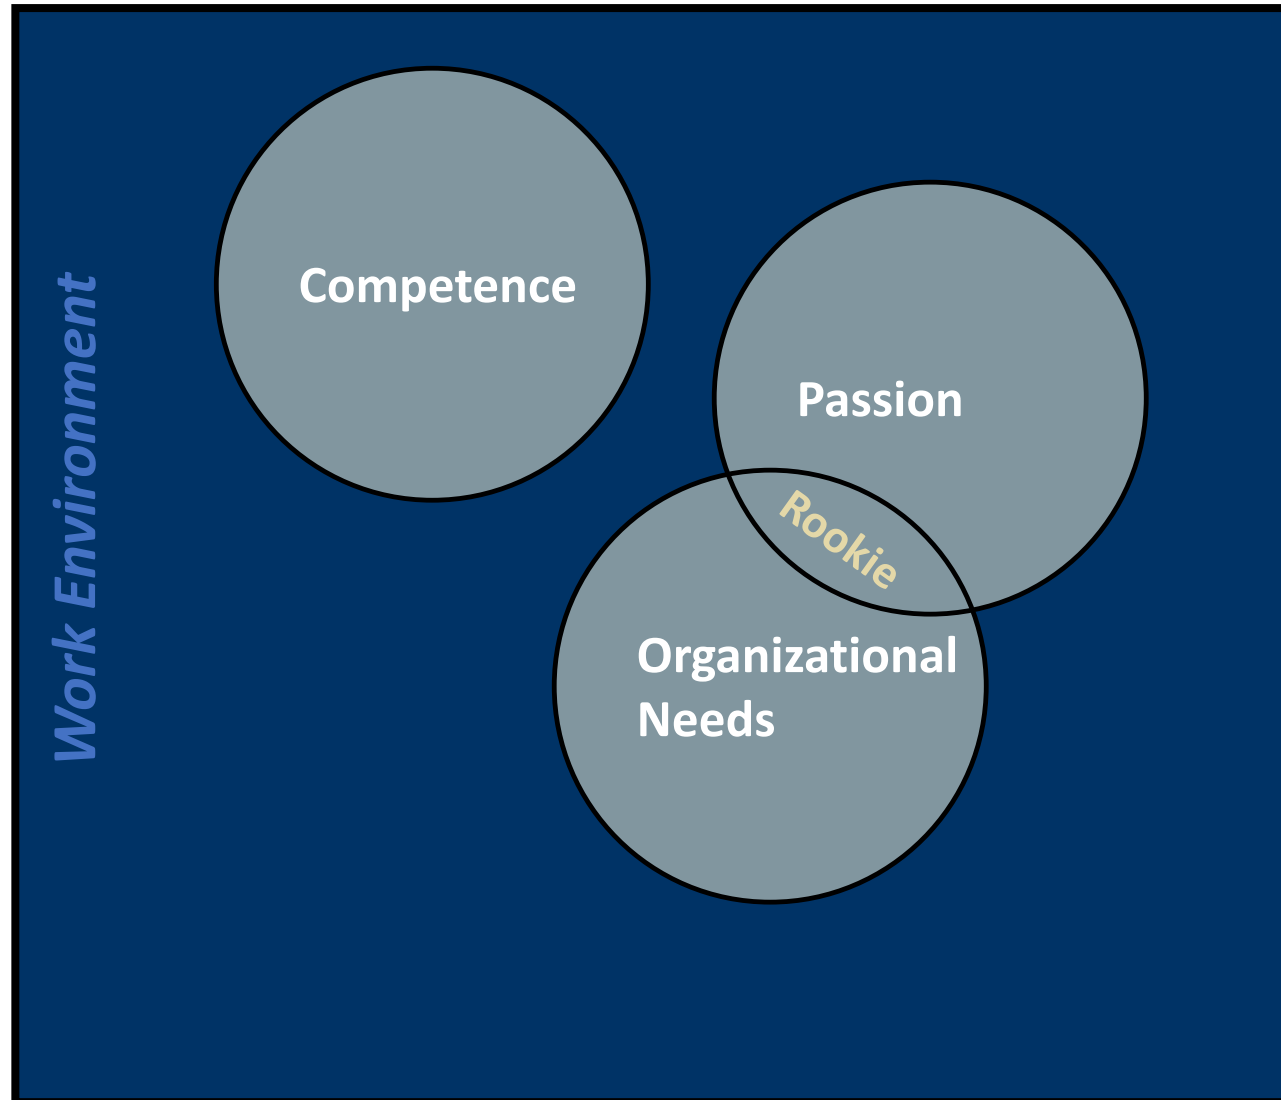 Work Environment
Competence
Passion
Rookie
Organizational
Needs